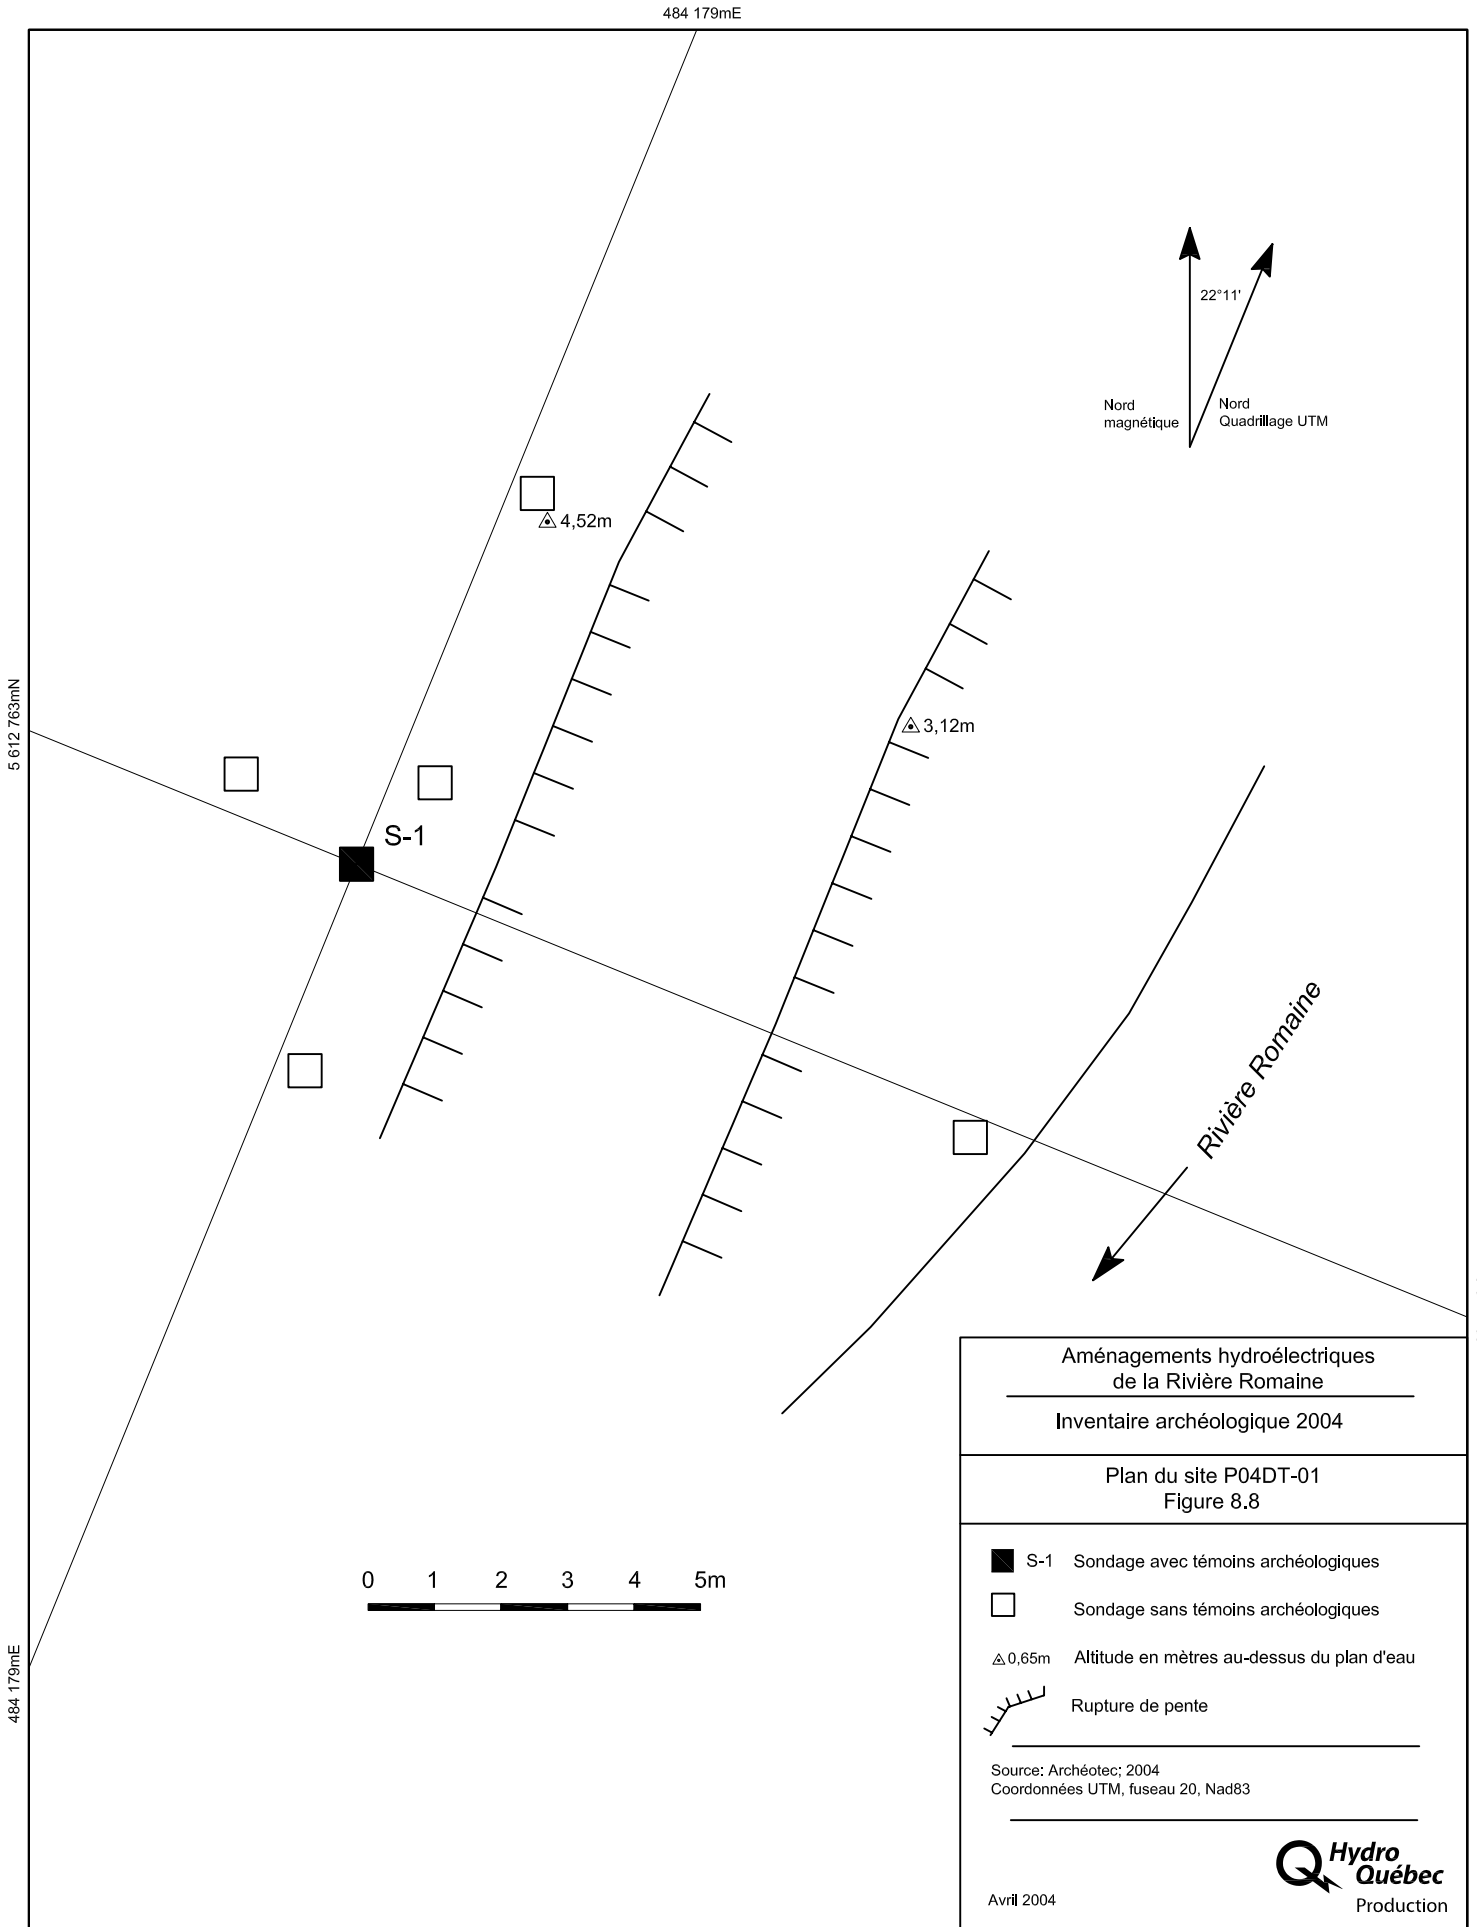 484 179mE
22°11'
Nord
magnétique
Nord
Quadrillage UTM
4,52m
5 612 763mN
3,12m
S-1
Rivière Romaine
Aménagements hydroélectriques
de la Rivière Romaine
Inventaire archéologique 2004
Plan du site P04DT-01
Figure 8.8
S-1 Sondage avec témoins archéologiques
Sondage sans témoins archéologiques
0,65m Altitude en mètres au-dessus du plan d'eau
Rupture de pente
0 1 2 3 4 5m
484 179mE
Source: Archéotec; 2004
Coordonnées UTM, fuseau 20, Nad83
Hydro
Québec
Production
Avril 2004